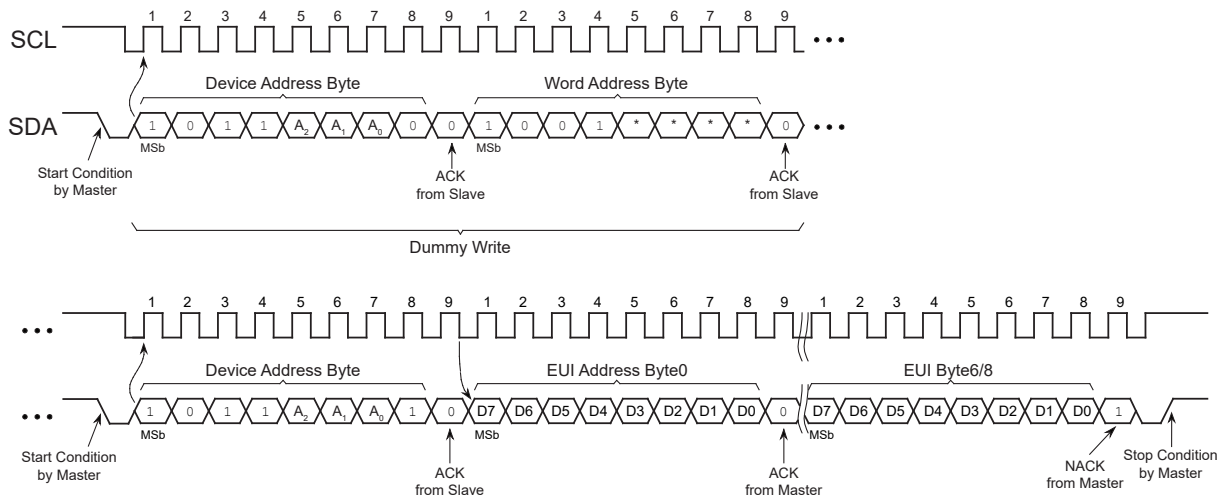 1 2 3 4 5 6 7 8 9 1 2 3 4 5 6 7 8 9
SCL
Device Address Byte Word Address Byte
SDA 1 0 1 1 A2 A1 A0 0 0 1 0 0 1 * * * * 0
MSb MSb
Start Condition
by Master
ACK
from Slave
ACK
from Slave
Dummy Write
1 2 3 4 5 6 7 8 9 1 2 3 4 5 6 7 8 9 1 2 3 4 5 6 7 8 9
Device Address Byte EUI Address Byte0 EUI Byte6/8
1 0 1 1 A2 A1 A0 1 0 D7 D6 D5 D4 D3 D2 D1 D0 0 D7 D6 D5 D4 D3 D2 D1 D0 1
MSb MSb MSb
Start Condition
by Master
ACK
from Slave
ACK
from Master
NACK
from Master
Stop Condition
by Master